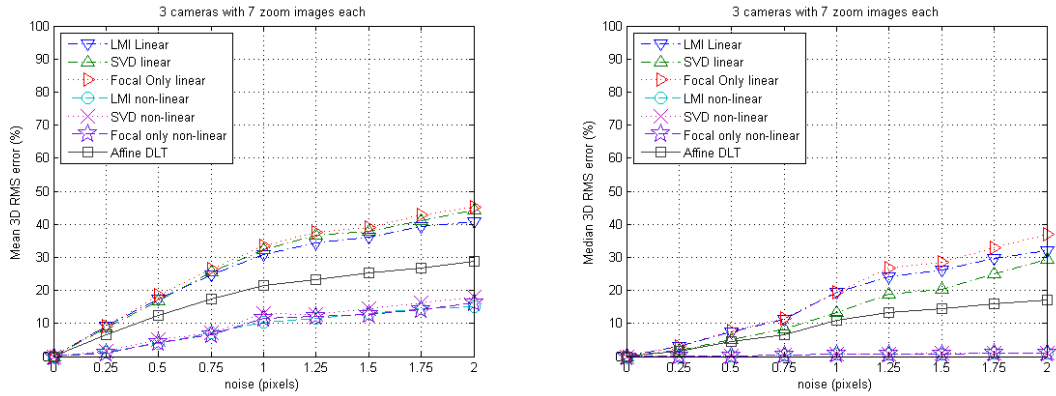 3 cameras with 7 zoom images each
Mean 3D RMS error (%)
100
90
80
70
60
50
40
30
20
10
0
LMI Linear
SVD linear
Focal Only linear
LMI non-linear
SVD non-linear
Focal only non-linear
Affine DLT
0 0.25 0.5 0.75 1 1.25 1.5 1.75 2
noise (pixels)
3 cameras with 7 zoom images each
Median 3D RMS error (%)
100
90
80
70
60
50
40
30
20
10
0
LMI Linear
SVD linear
Focal Only linear
LMI non-linear
SVD non-linear
Focal only non-linear
Affine DLT
0 0.25 0.5 0.75 1 1.25 1.5 1.75 2
noise (pixels)